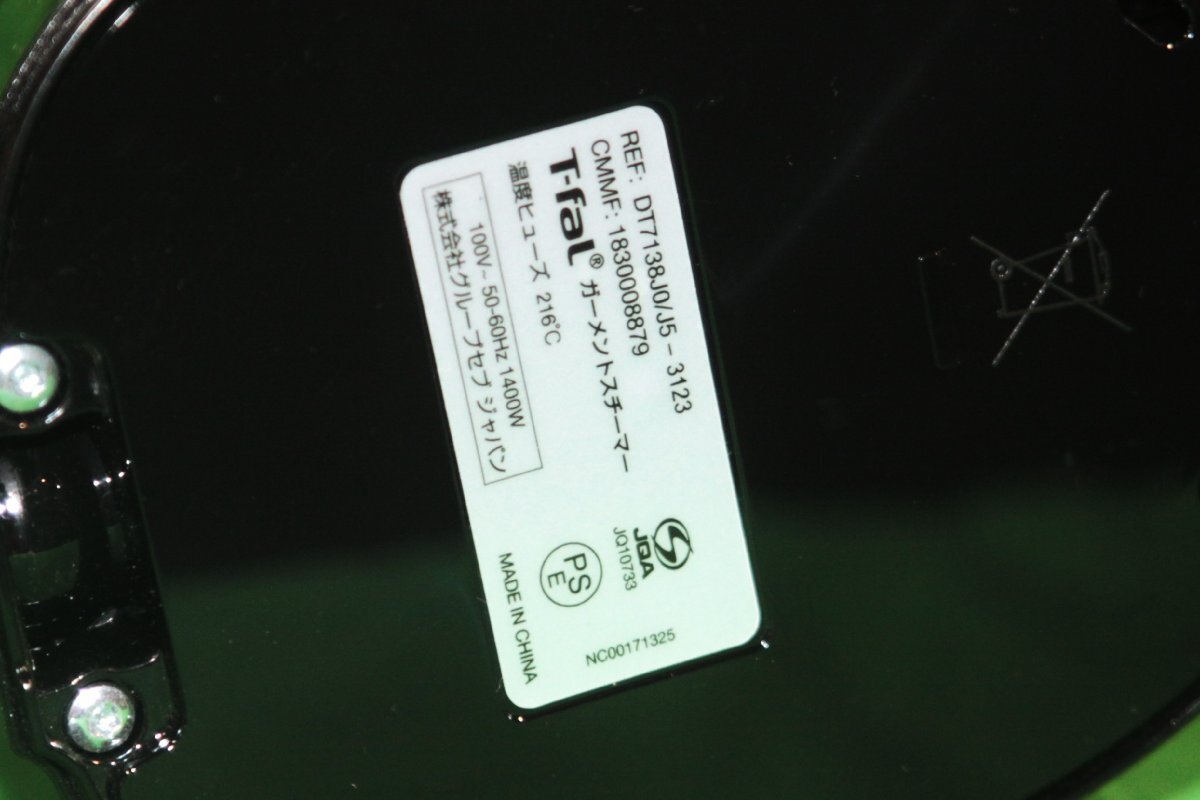 REF: DT7138J0/J5 - 3123
CMMF: 1830008879
T-fal® ガーメントスチーマー
温度ヒューズ 216℃
100V~ 50-60Hz 1400W
株式会社グループセブ ジャパン
JQA
JQ10733
PS
E
MADE IN CHINA
NC00171325